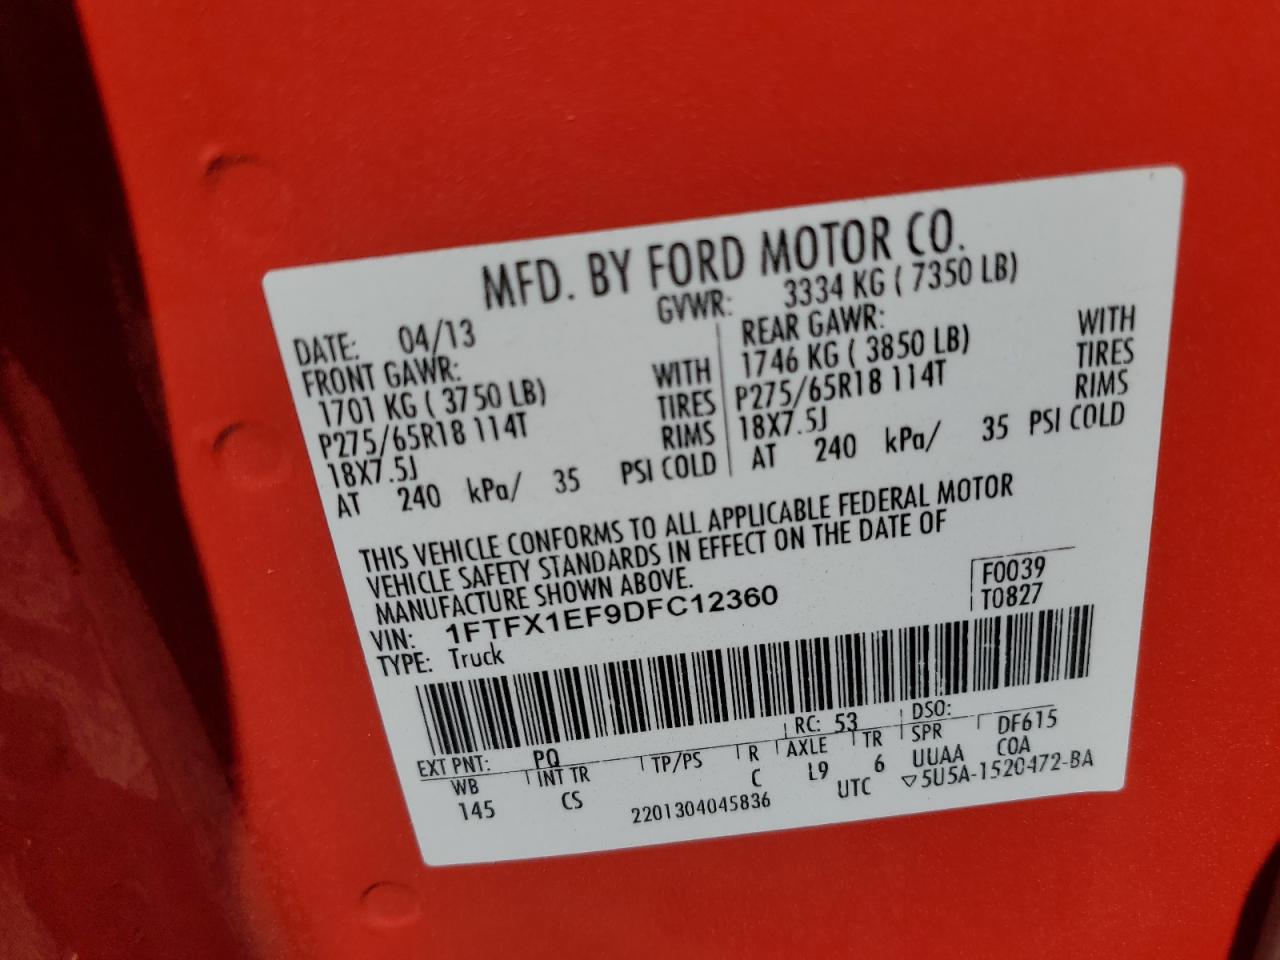 MFD. BY FORD MOTOR CO.
DATE: 04/13 GVWR: 3334 KG ( 7350 LB)
FRONT GAWR: REAR GAWR:
1701 KG ( 3750 LB) WITH 1746 KG ( 3850 LB) WITH
P275/65R18 114T TIRES P275/65R18 114T TIRES
18X7.5J RIMS 18X7.5J RIMS
AT 240 kPa/ 35 PSI COLD AT 240 kPa/ 35 PSI COLD
THIS VEHICLE CONFORMS TO ALL APPLICABLE FEDERAL MOTOR
VEHICLE SAFETY STANDARDS IN EFFECT ON THE DATE OF
MANUFACTURE SHOWN ABOVE.
VIN: 1FTFX1EF9DFC12360 F0039
TYPE: Truck T0827
EXT PNT: PQ RC: 53 DSO: DF615
WB INT TR TP/PS R AXLE TR SPR COA
145 CS C L9 6 UUAA
2201304045836 UTC ▽5U5A-1520472-BA